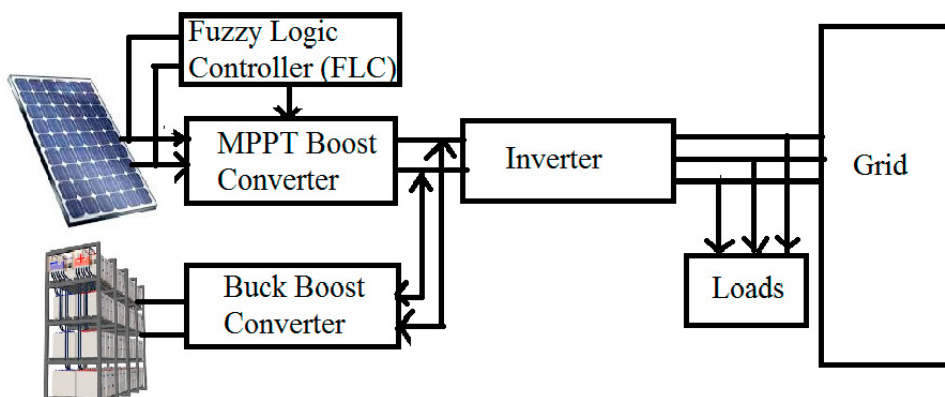 Fuzzy Logic
Controller (FLC)
MPPT Boost
Converter
Inverter
Grid
Buck Boost
Converter
Loads